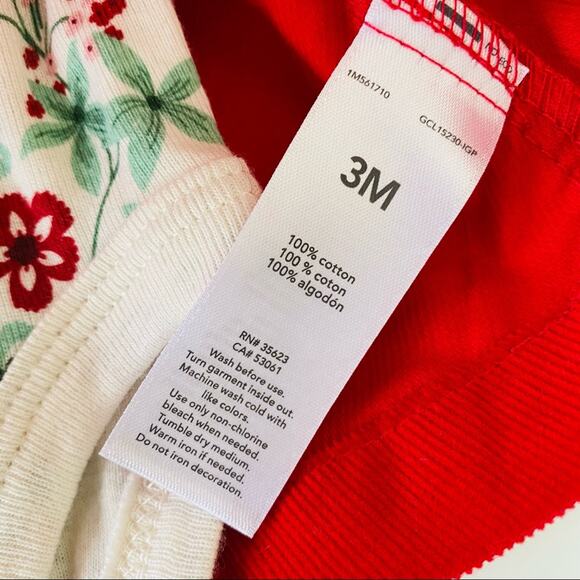 1M561710
GCL15230-IGP
3M
100% cotton
100 % coton
100% algodón
RN# 35623
CA# 53061
Wash before use.
Turn garment inside out.
Machine wash cold with
like colors.
Use only non-chlorine
bleach when needed.
Tumble dry medium.
Warm iron if needed.
Do not iron decoration.